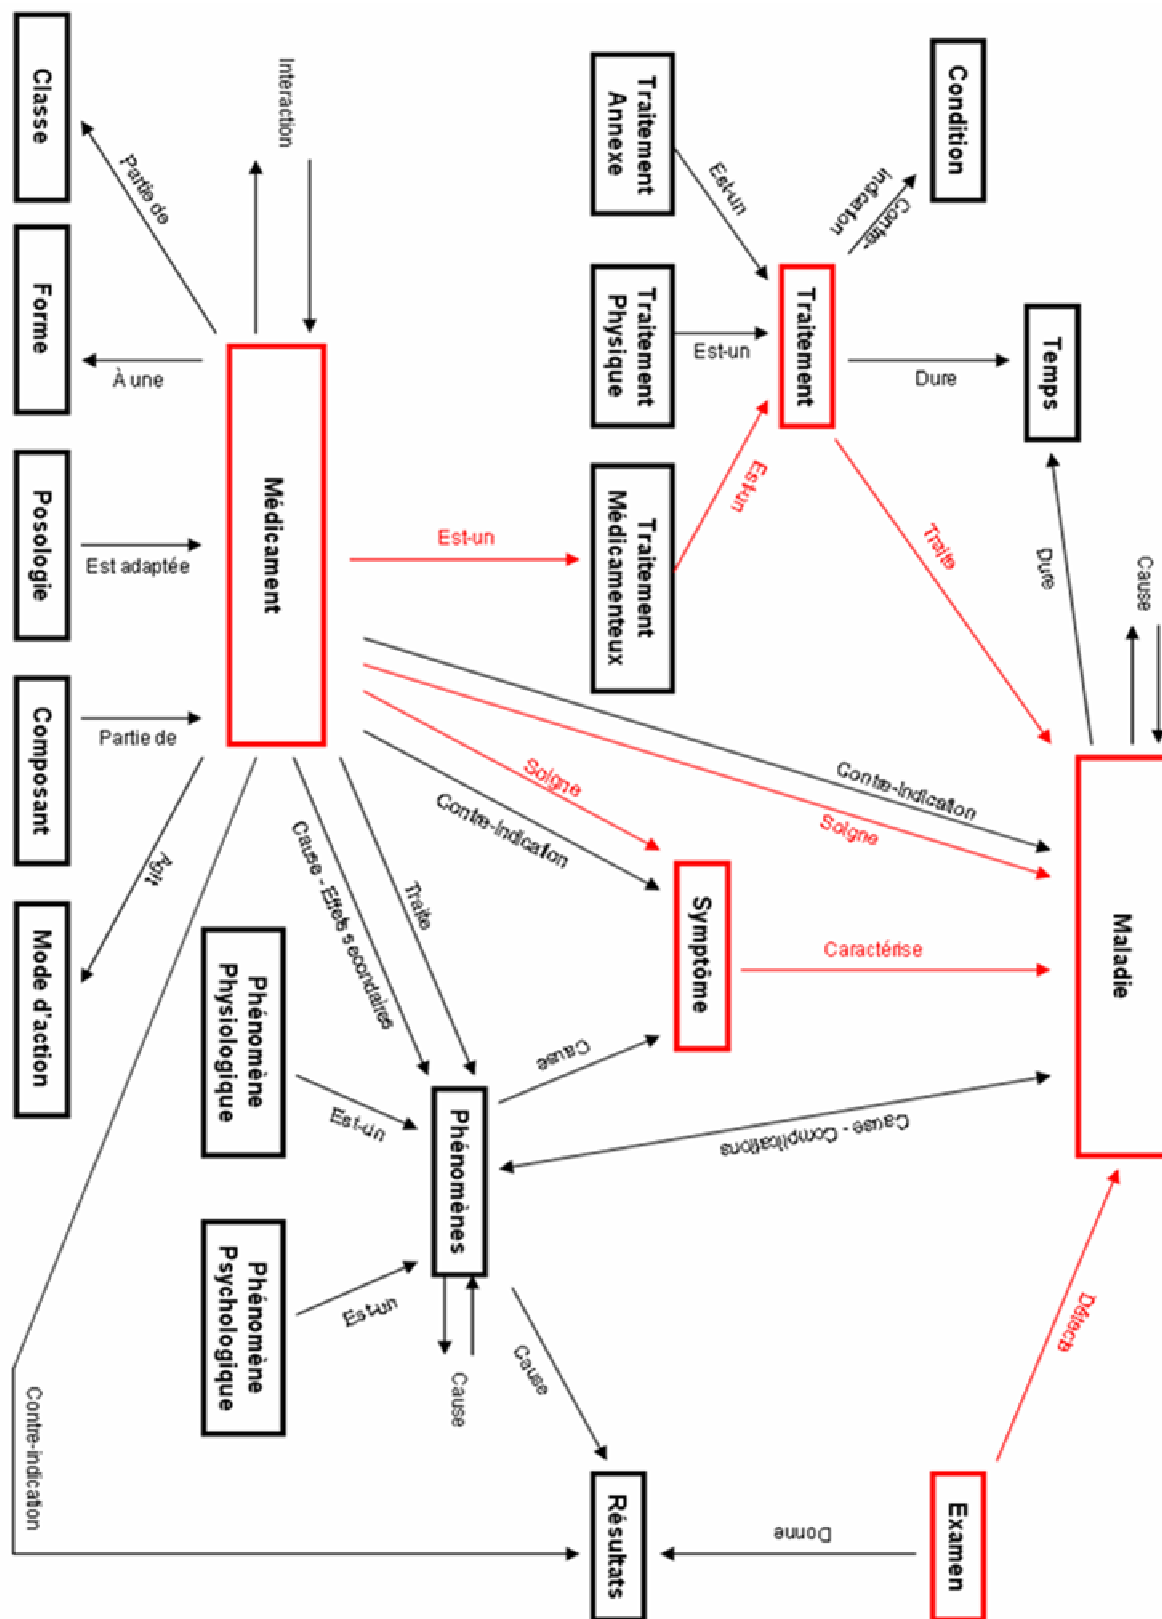 Classe
Forme
Posologie
Composant
Mode d'action
Interaction
Partie de
À une
Est adaptée
Partie de
Agit
Médicament
Est-un
Traitement
Annexe
Traitement
Physique
Traitement
Médicamenteux
Est-un
Est-un
Est-un
Traitement
Condition
Contre-
indication
Dure
Temps
Traite
Dure
Cause
Maladie
Contre-Indication
Soigne
Soigne
Contre-Indication
Symptôme
Caractérise
Traite
Cause - Effets secondaires
Phénomène
Physiologique
Phénomène
Psychologique
Est-un
Est-un
Phénomènes
Cause
Cause - Complications
Cause
Cause
Résultats
Donne
Examen
Détecte
Contre-indication